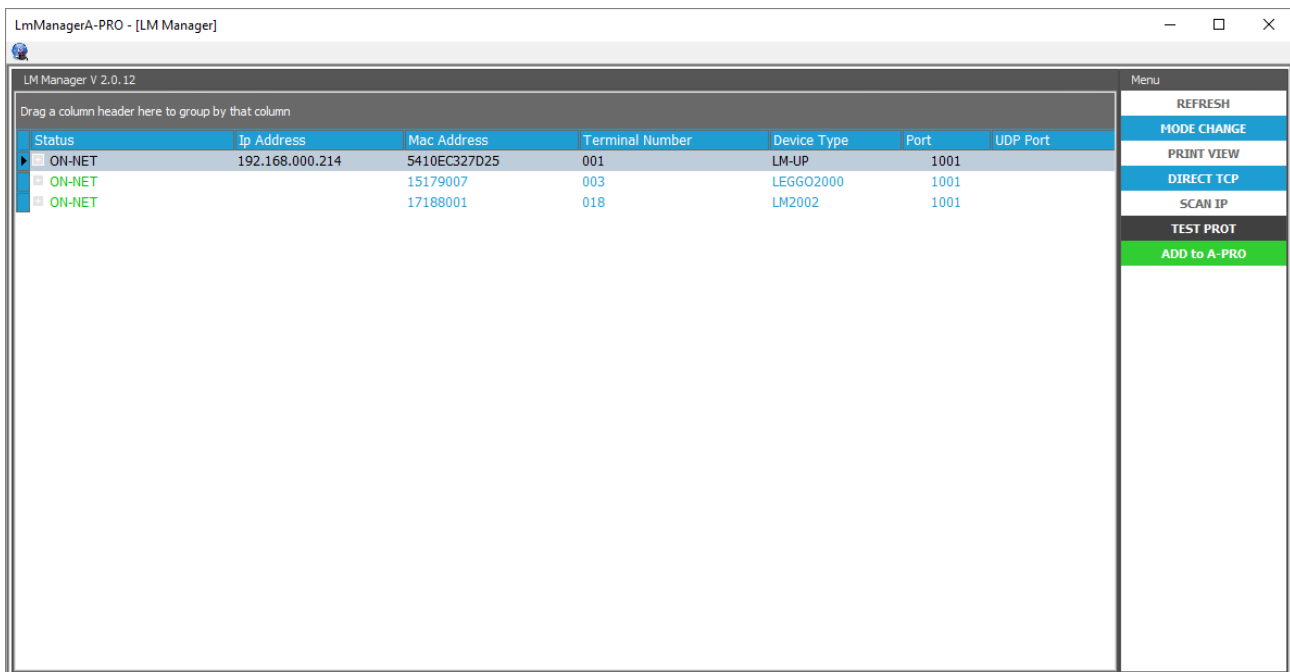 LmManagerA-PRO - [LM Manager]
LM Manager V 2.0.12
Menu
Drag a column header here to group by that column
REFRESH
MODE CHANGE
PRINT VIEW
DIRECT TCP
SCAN IP
TEST PROT
ADD to A-PRO
Status Ip Address Mac Address Terminal Number Device Type Port UDP Port
ON-NET 192.168.000.214 5410EC327D25 001 LM-UP 1001
ON-NET 15179007 003 LEGGO2000 1001
ON-NET 17188001 018 LM2002 1001